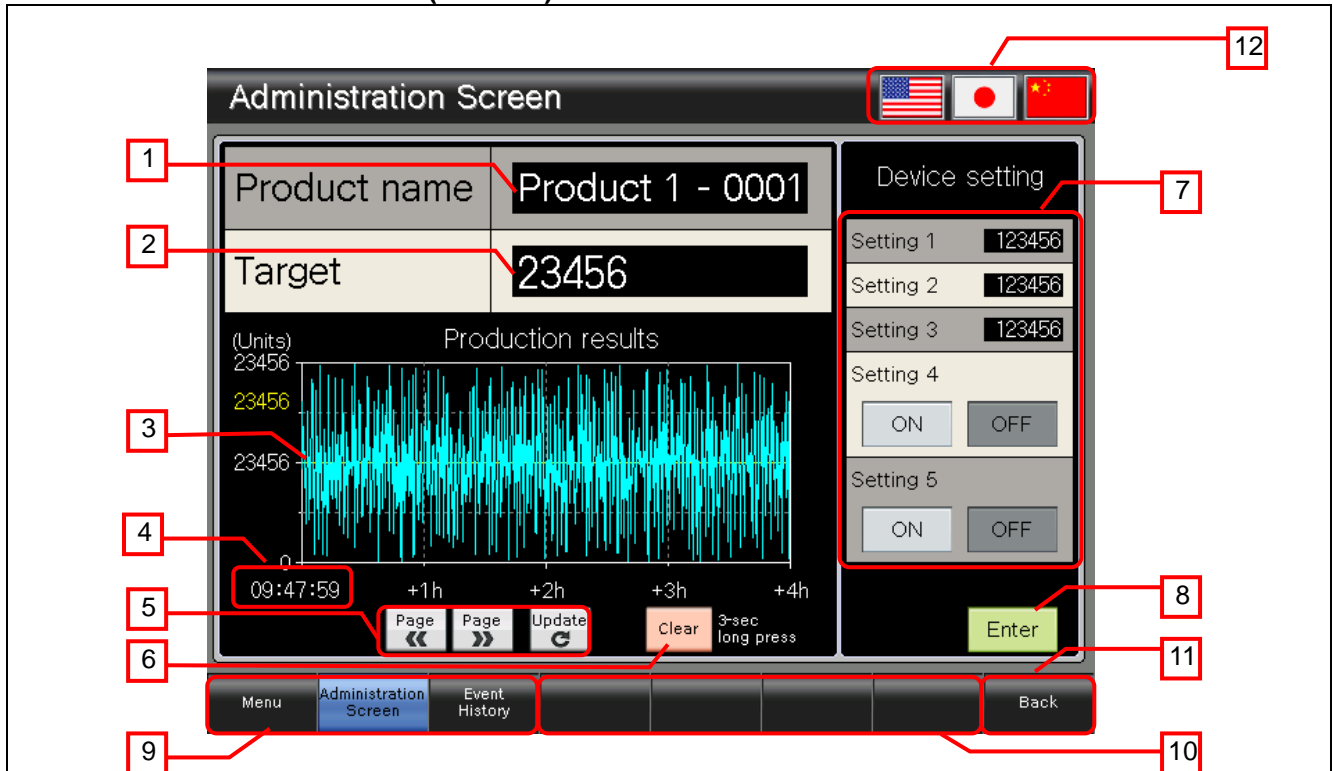 12
Administration Screen
1
Product name
Product 1 - 0001
Device setting
7
2
Target
23456
Setting 1
123456
Setting 2
123456
Setting 3
123456
Setting 4
ON
OFF
Setting 5
ON
OFF
(Units)
Production results
23456
23456
3
23456
4
0
09:47:59
+1h
+2h
+3h
+4h
5
Page
Page
Update
Clear
3-sec
long press
8
Enter
6
11
Menu
Administration
Screen
Event
History
Back
9
10